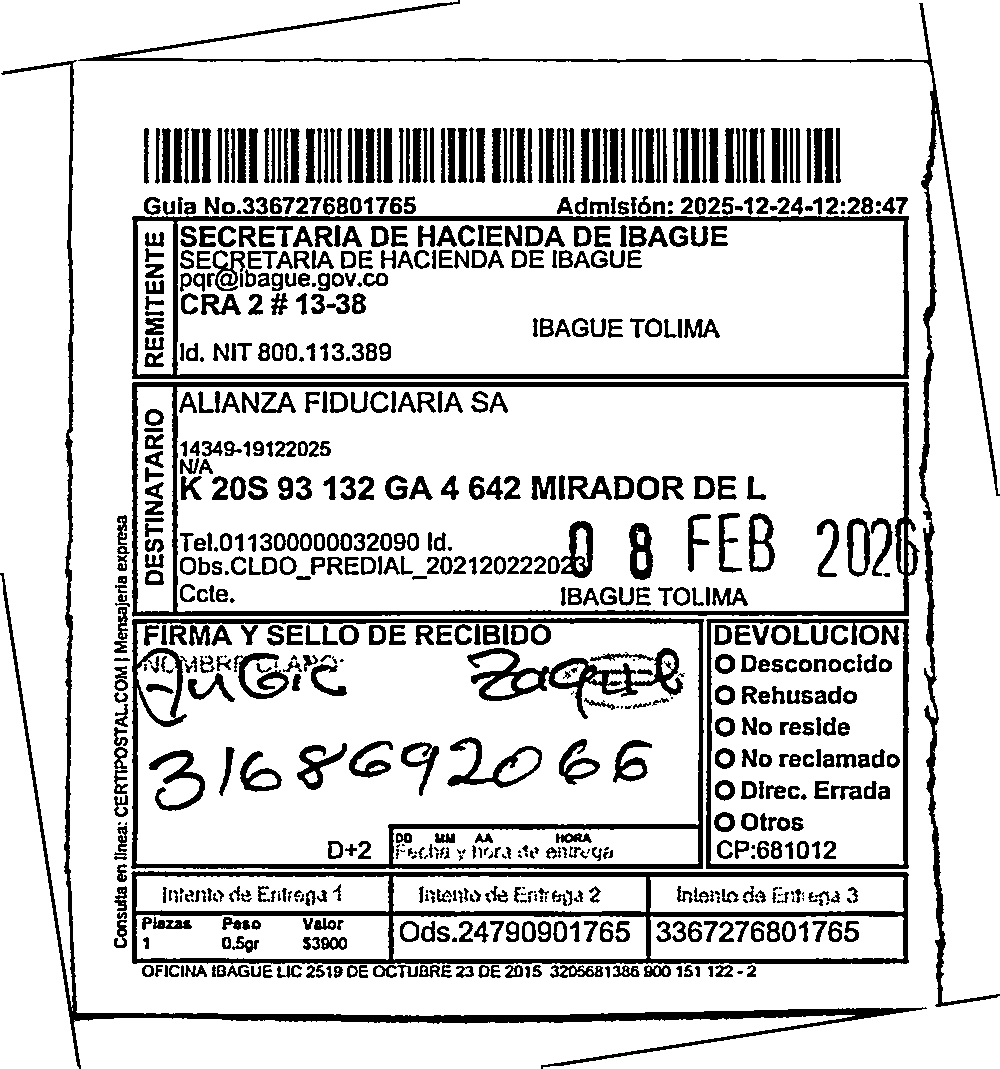 Guia No.3367276801765 Admisión: 2025-12-24-12:28:47
REMITENTE
SECRETARIA DE HACIENDA DE IBAGUE
SECRETARIA DE HACIENDA DE IBAGUE
pqr@ibague.gov.co
CRA 2 # 13-38
IBAGUE TOLIMA
Id. NIT 800.113.389
DESTINATARIO
ALIANZA FIDUCIARIA SA
14349-19122025
N/A
K 20S 93 132 GA 4 642 MIRADOR DE L
Tel.011300000032090 Id.
08 FEB 2026
Obs.CLDO_PREDIAL_202120222023
Ccte. IBAGUE TOLIMA
Consulta en línea: CERTIPOSTAL.COM | Mensajería expresa
FIRMA Y SELLO DE RECIBIDO
NOMBRE CLARO:
3168692066
D+2
DD MM AA HORA
Fecha y hora de entrega
DEVOLUCION
Desconocido
Rehusado
No reside
No reclamado
Direc. Errada
Otros
CP:681012
Intento de Entrega 1 Intento de Entrega 2 Intento de Entrega 3
Piezas Peso Valor
1 0.5gr $3900
Ods.24790901765 3367276801765
OFICINA IBAGUE LIC 2519 DE OCTUBRE 23 DE 2015 3205681386 900 151 122 - 2